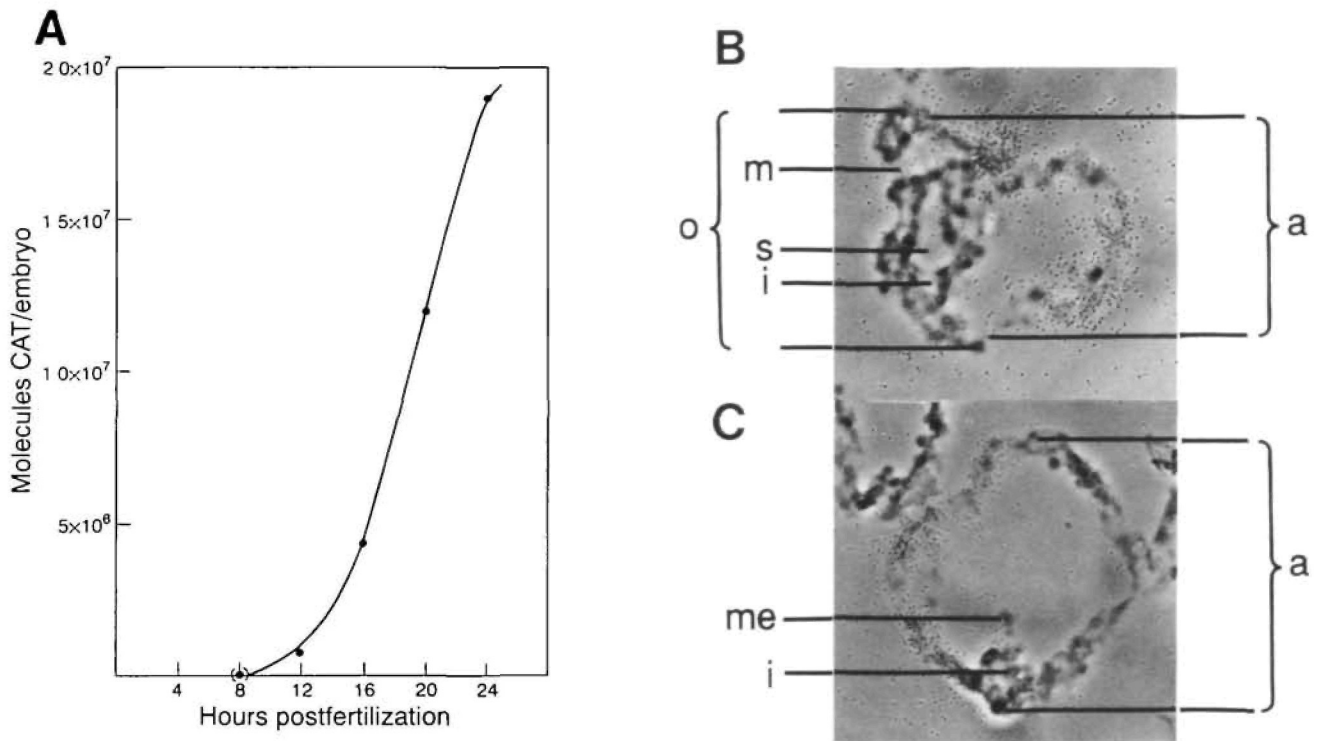 A
2 0×10⁷
1 5×10⁷
1 0×10⁷
5×10⁶
Molecules CAT/embryo
4 8 12 16 20 24
Hours postfertilization
B
o
m
s
i
a
C
me
i
a